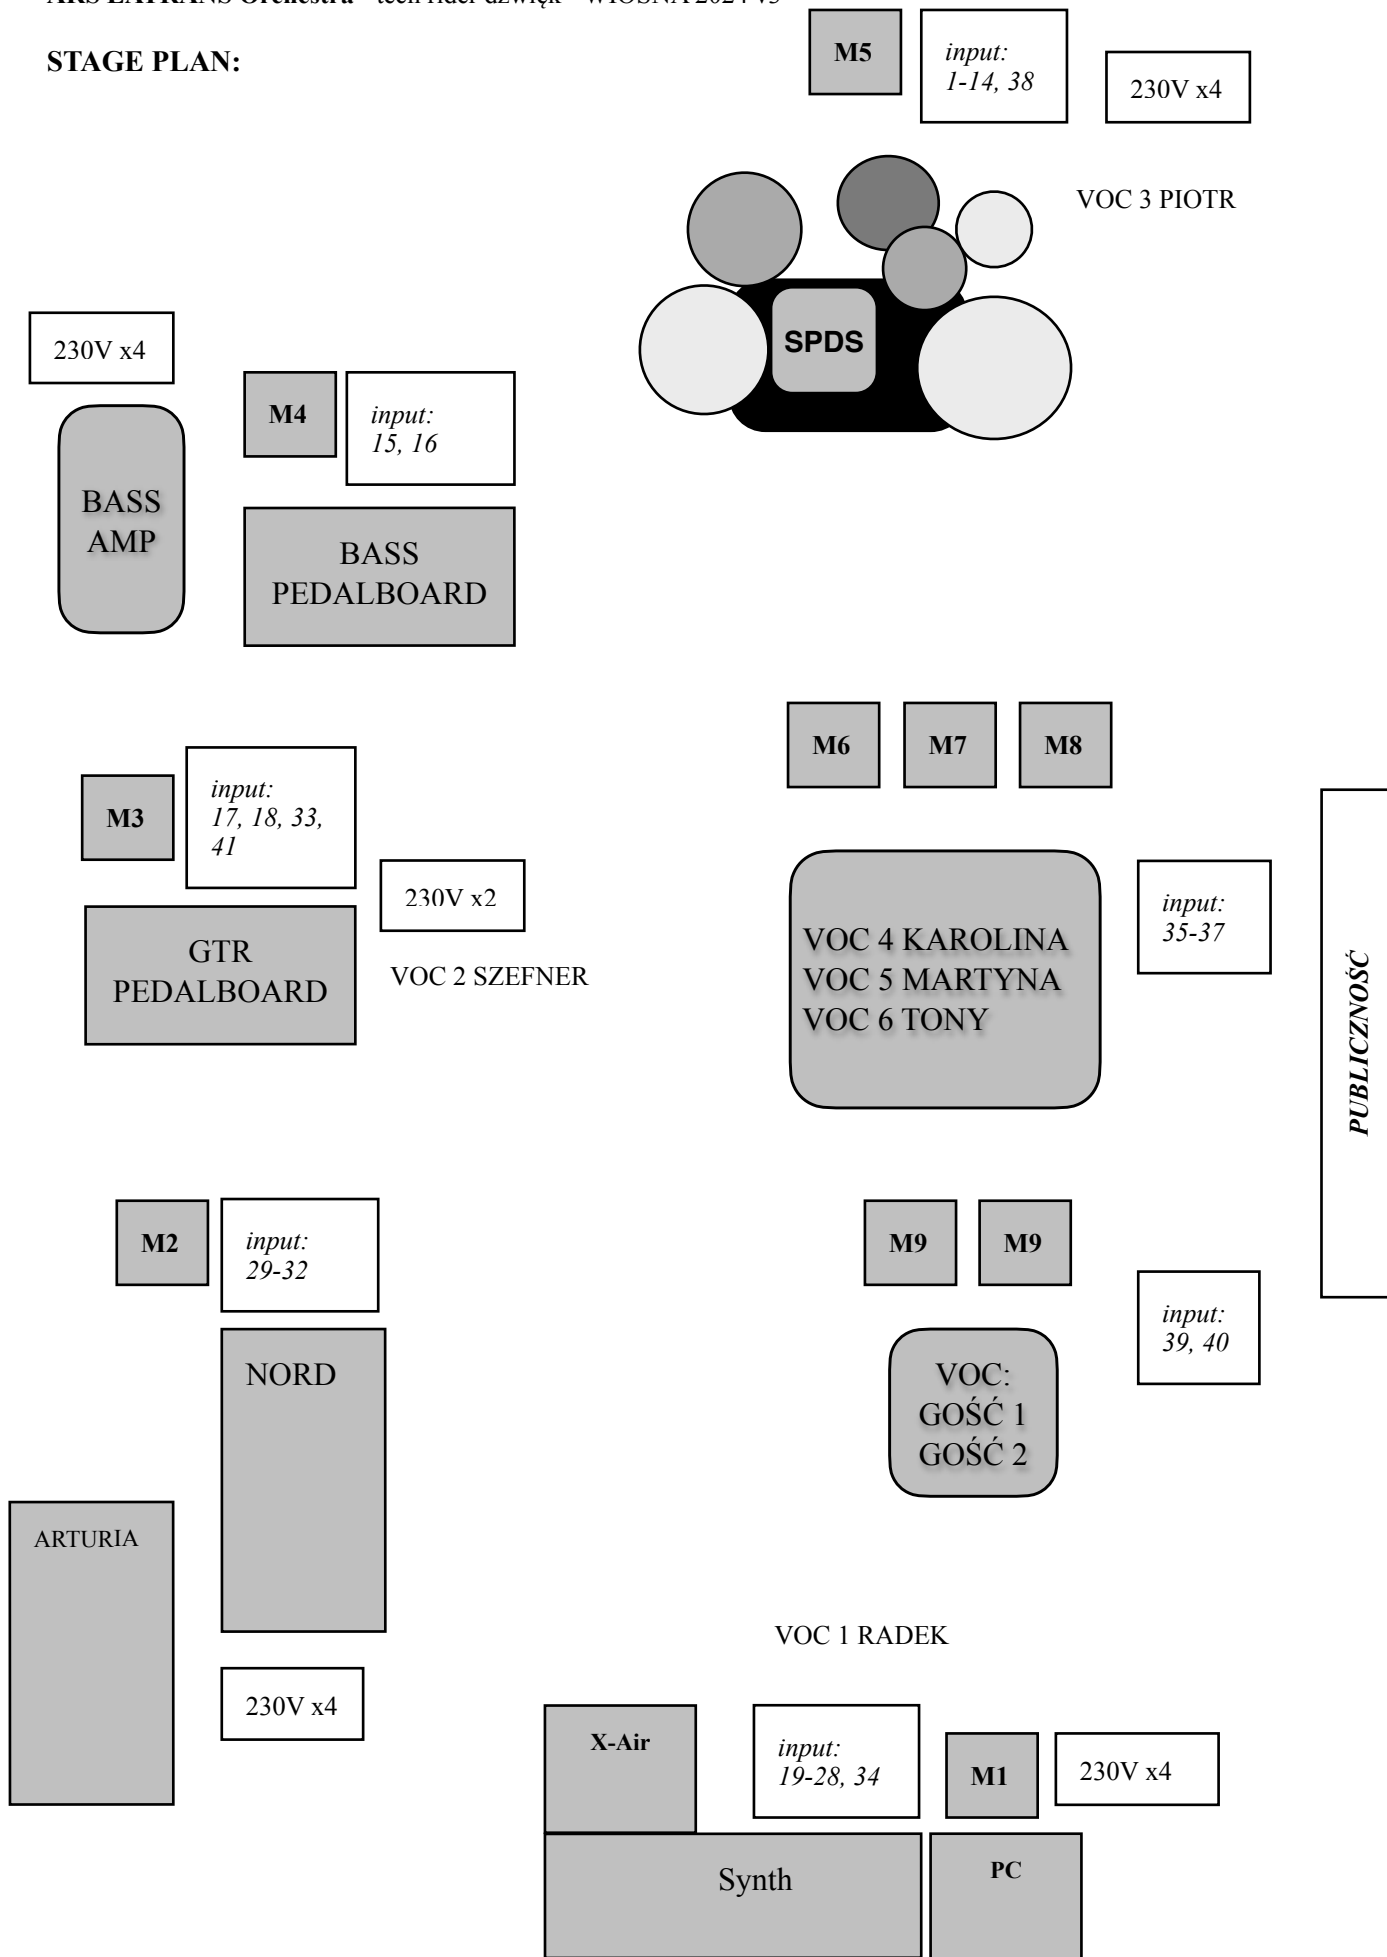 STAGE PLAN:
M5
input:
1-14, 38
230V x4
VOC 3 PIOTR
SPDS
230V x4
M4
input:
15, 16
BASS
AMP
BASS
PEDALBOARD
M6
M7
M8
M3
input:
17, 18, 33,
41
230V x2
GTR
PEDALBOARD
VOC 2 SZEFNER
VOC 4 KAROLINA
VOC 5 MARTYNA
VOC 6 TONY
input:
35-37
PUBLICZNOŚĆ
M2
input:
29-32
M9
M9
input:
39, 40
NORD
VOC:
GOŚĆ 1
GOŚĆ 2
ARTURIA
230V x4
VOC 1 RADEK
X-Air
input:
19-28, 34
M1
230V x4
Synth
PC